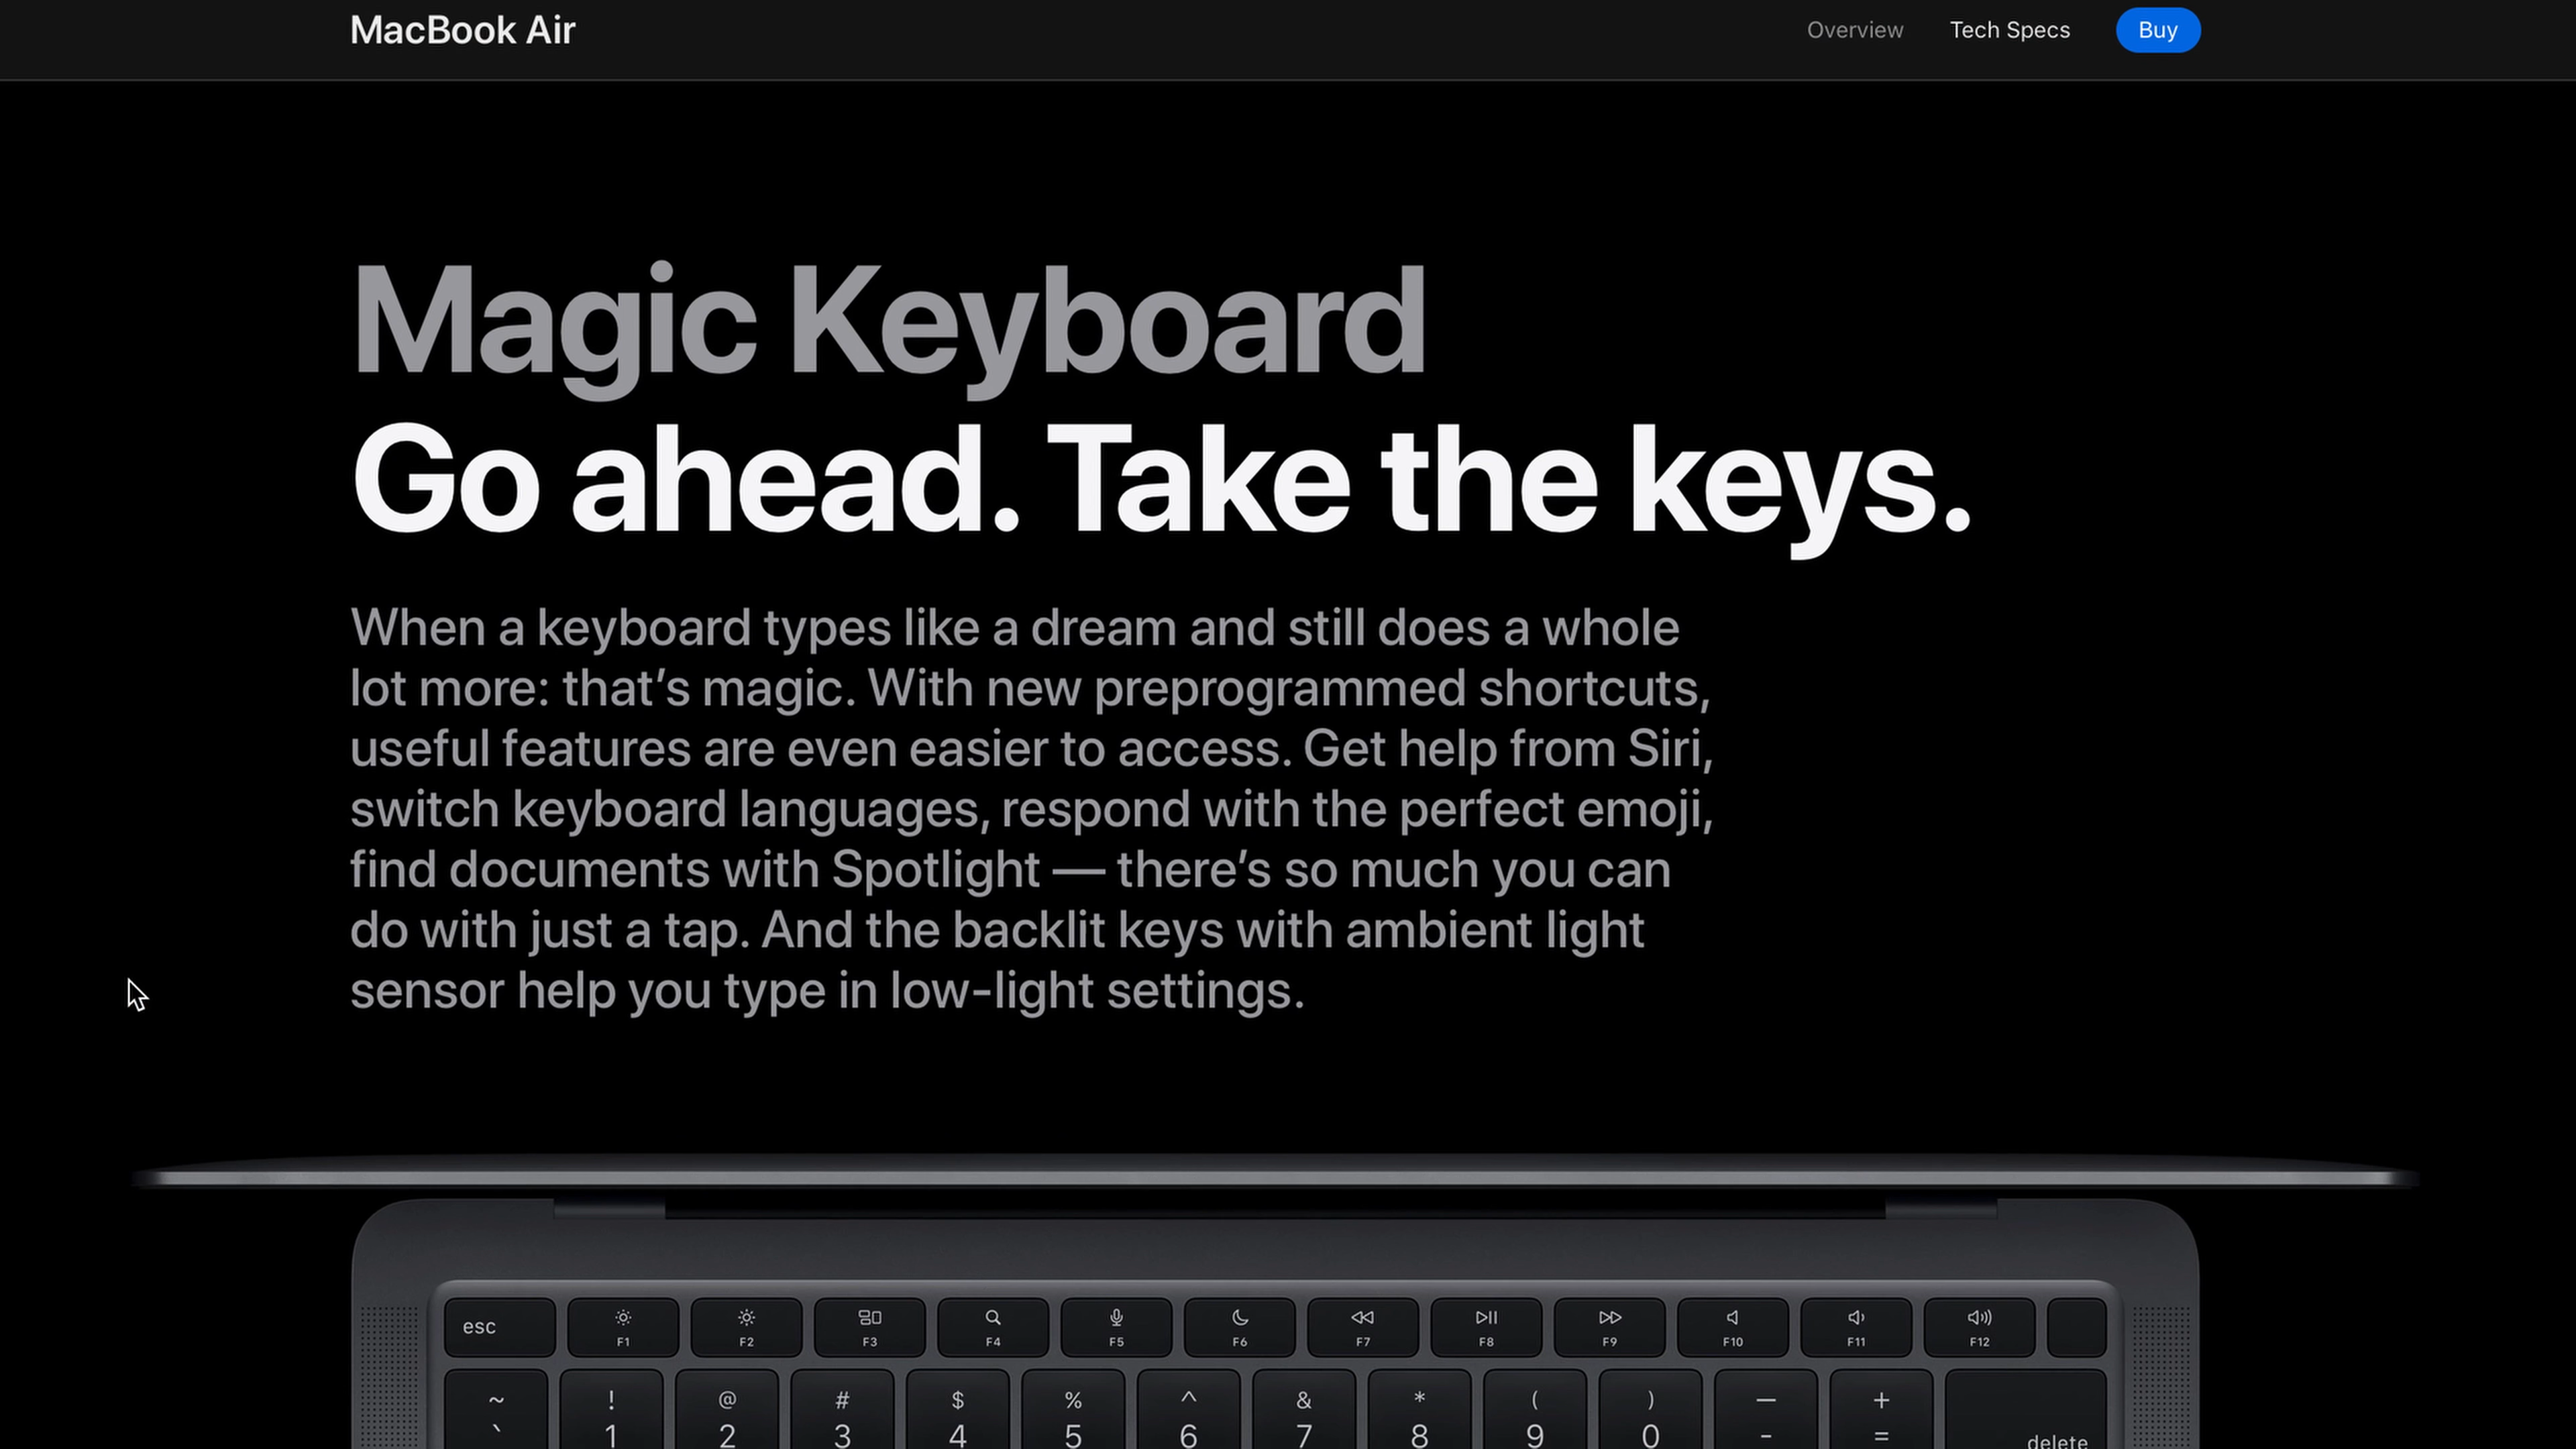 MacBook Air
Overview Tech Specs Buy
Magic Keyboard
Go ahead. Take the keys.
When a keyboard types like a dream and still does a whole
lot more: that’s magic. With new preprogrammed shortcuts,
useful features are even easier to access. Get help from Siri,
switch keyboard languages, respond with the perfect emoji,
find documents with Spotlight — there’s so much you can
do with just a tap. And the backlit keys with ambient light
sensor help you type in low-light settings.
esc F1 F2 F3 F4 F5 F6 F7 F8 F9 F10 F11 F12
~ ! @ # $ % ^ & * ( ) — +
` 1 2 3 4 5 6 7 8 9 0 - = delete